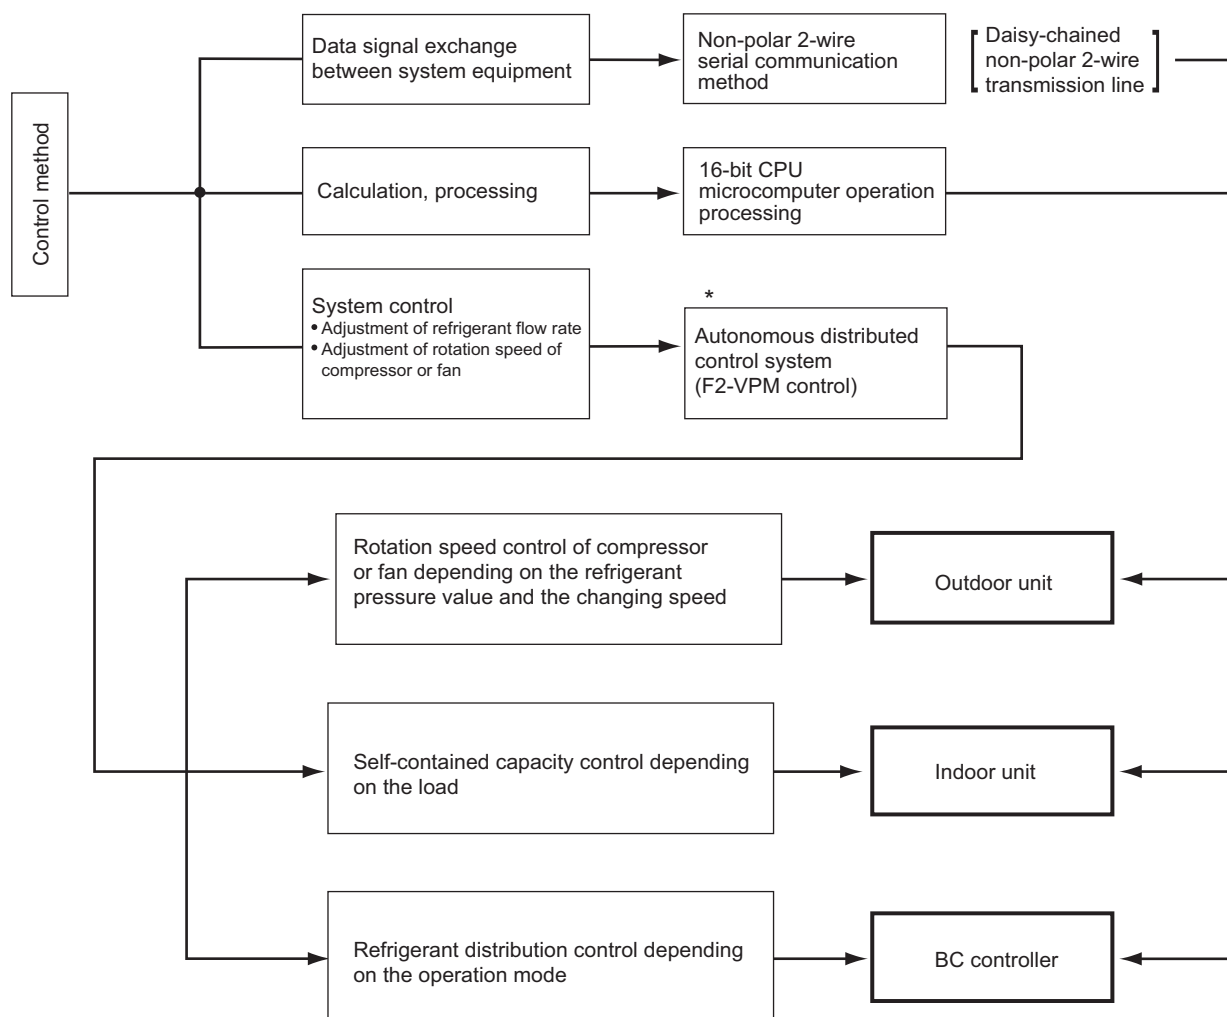 Control method
Data signal exchange
between system equipment
Non-polar 2-wire
serial communication
method
Daisy-chained
non-polar 2-wire
transmission line
Calculation, processing
16-bit CPU
microcomputer operation
processing
System control
• Adjustment of refrigerant flow rate
• Adjustment of rotation speed of
compressor or fan
*
Autonomous distributed
control system
(F2-VPM control)
Rotation speed control of compressor
or fan depending on the refrigerant
pressure value and the changing speed
Outdoor unit
Self-contained capacity control depending
on the load
Indoor unit
Refrigerant distribution control depending
on the operation mode
BC controller